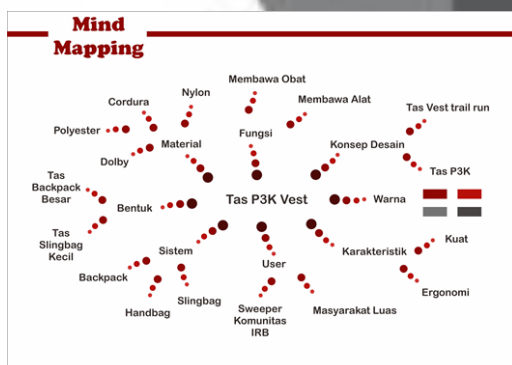 Mind
Mapping
Membawa Obat
Nylon
Cordura
Membawa Alat
Tas Vest trail run
Polyester
Fungsi
Material
Konsep Desain
Dolby
Tas P3K
Tas
Backpack
Besar
Tas P3K Vest
Warna
Bentuk
Tas
Slingbag
Kecil
Sistem
Karakteristik
Kuat
User
Backpack
Ergonomi
Handbag
Slingbag
Sweeper
Komunitas
IRB
Masyarakat Luas